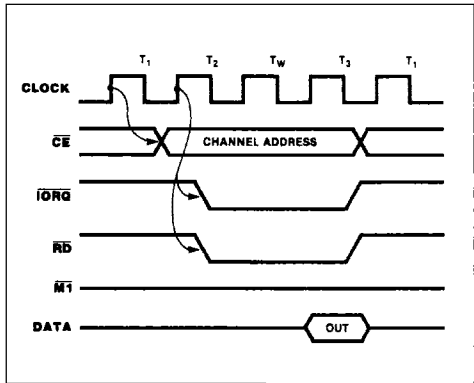 T1 T2 TW T3 T1
CLOCK
CE CHANNEL ADDRESS
IORQ
RD
M1
DATA OUT